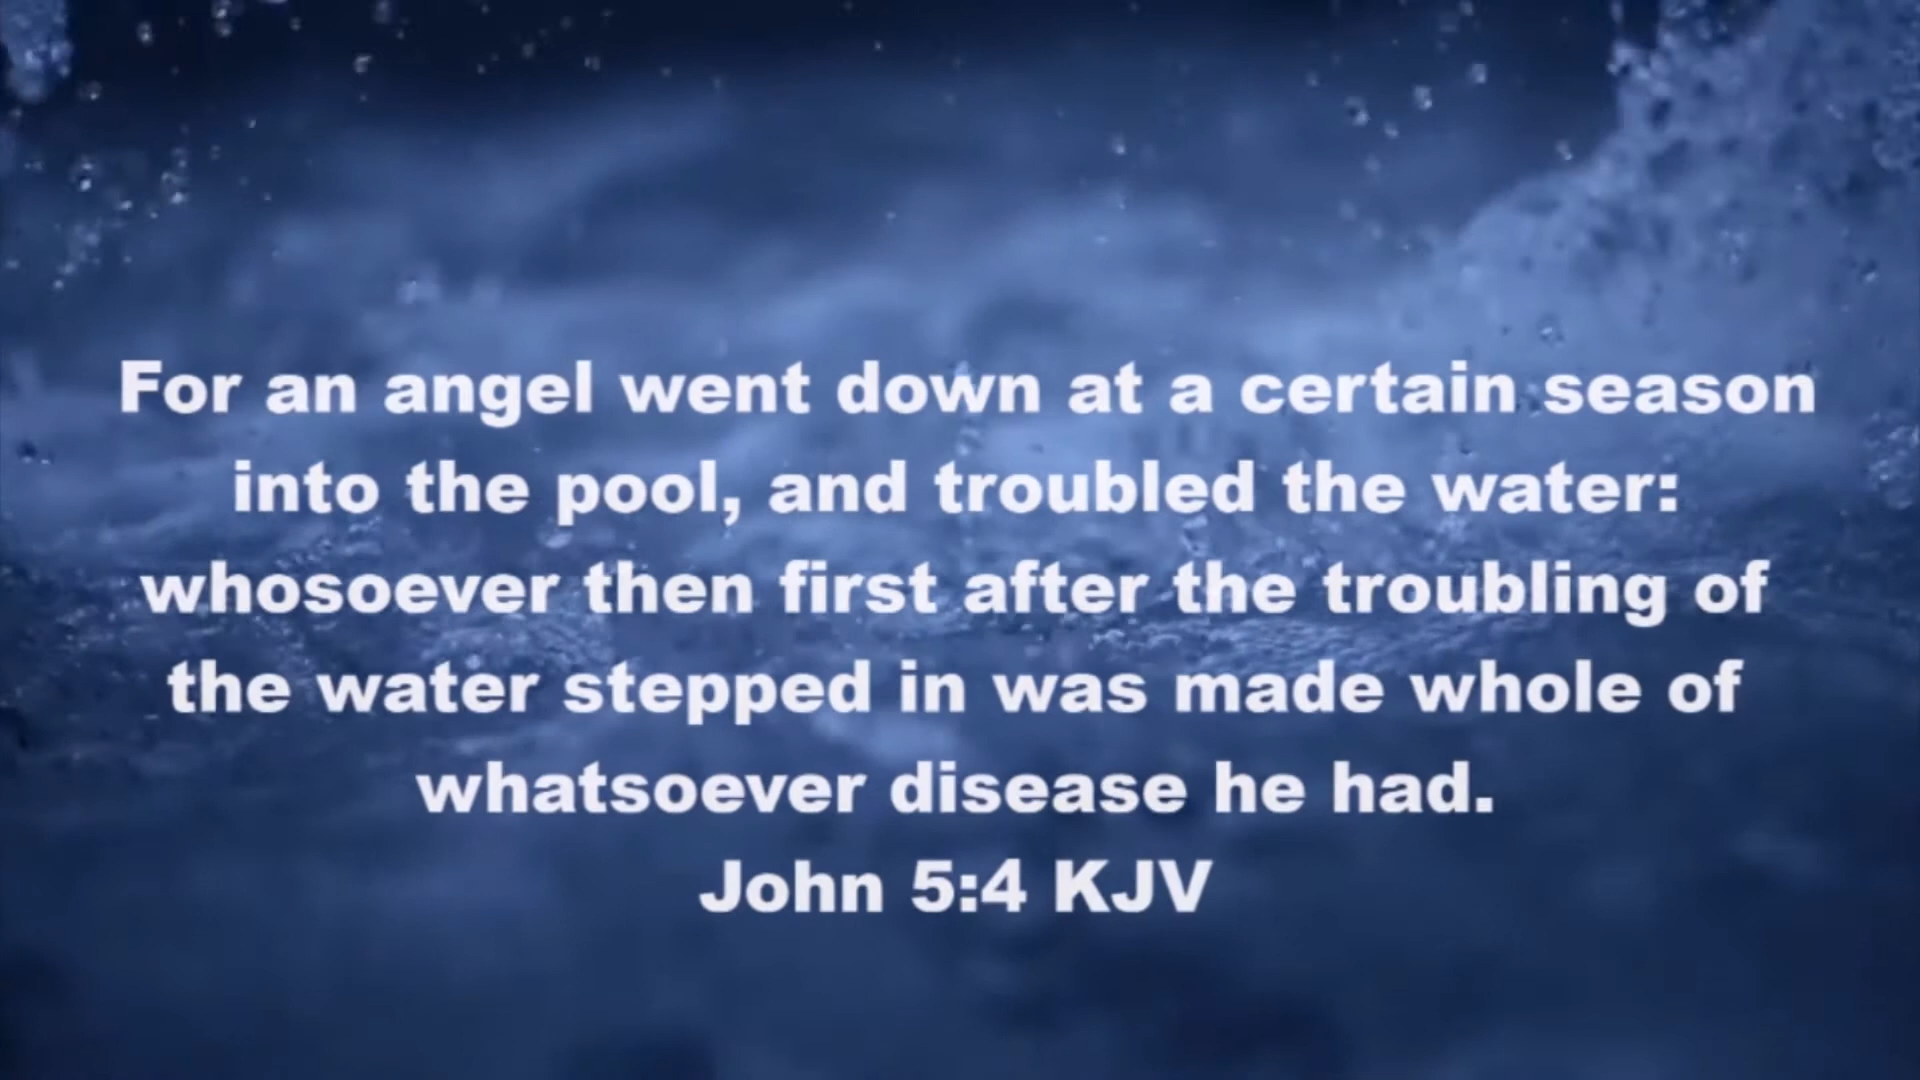 For an angel went down at a certain season
into the pool, and troubled the water:
whosoever then first after the troubling of
the water stepped in was made whole of
whatsoever disease he had.
John 5:4 KJV